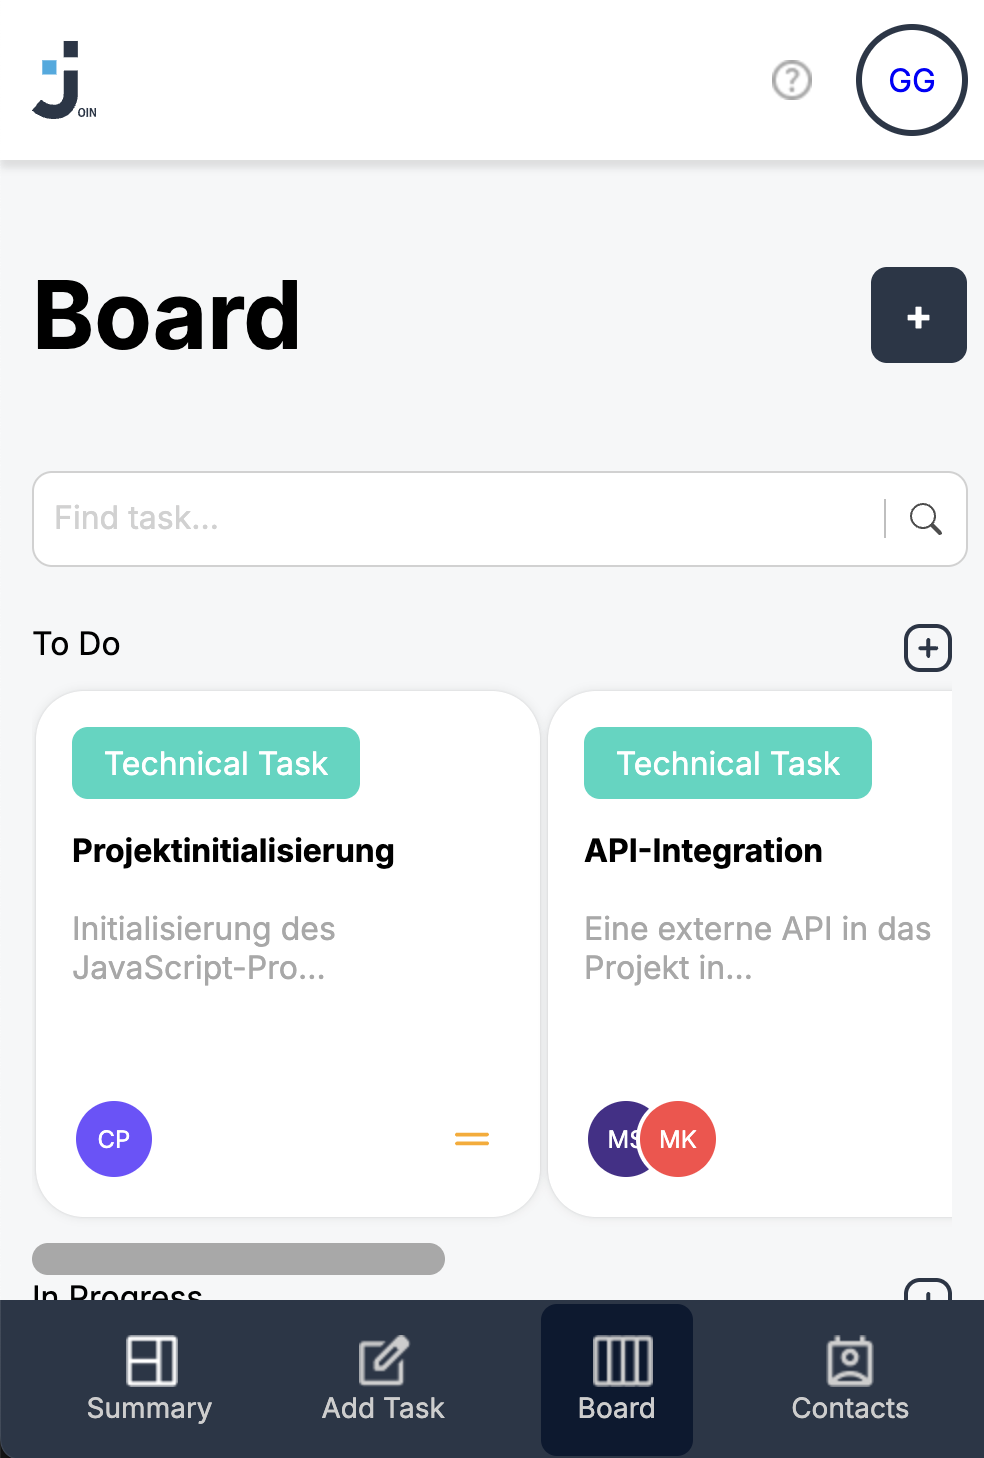 JOIN
GG
Board
+
Find task...
To Do
Technical Task
Projektinitialisierung
Initialisierung des
JavaScript-Pro...
CP
Technical Task
API-Integration
Eine externe API in das
Projekt in...
MS
MK
In Progress
Summary
Add Task
Board
Contacts